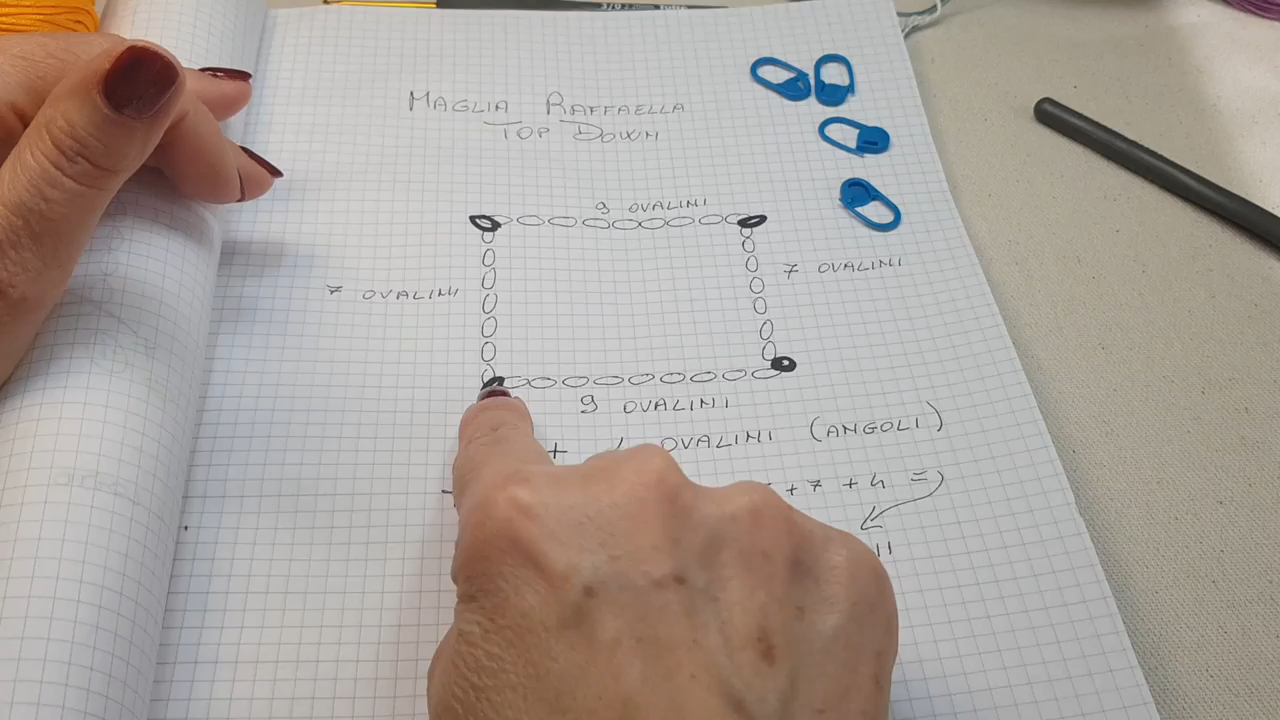 MAGLIA RAFFAELLA
TOP DOWN
9 OVALINI
7 OVALINI
7 OVALINI
9 OVALINI
+ OVALINI (ANGOLI)
+ 7 + 4 =